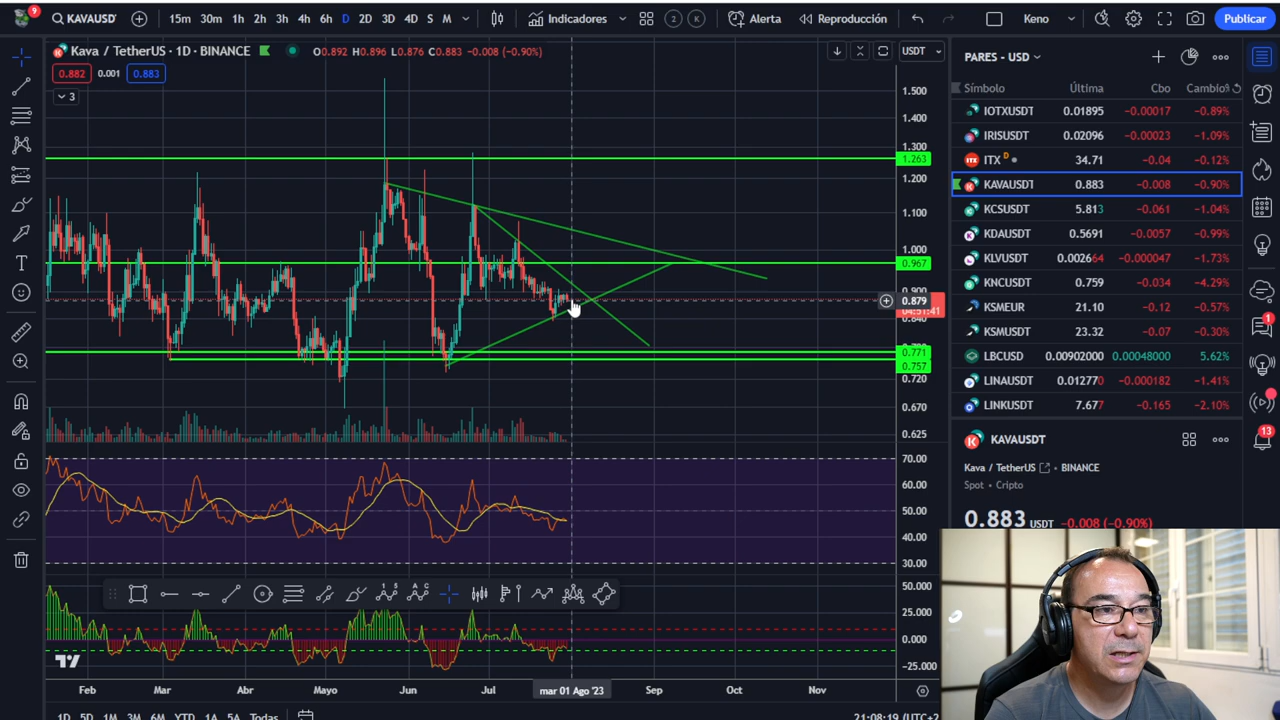 9
KAVAUSD
15m 30m 1h 2h 3h 4h 6h D 2D 3D 4D S M
Indicadores
2 K
Alerta
Reproducción
Keno
Publicar
Kava / TetherUS · 1D · BINANCE
O0.892 H0.896 L0.876 C0.883 -0.008 (-0.90%)
USDT
0.882 0.001 0.883
3
1.500
1.400
1.300
1.263
1.200
1.100
1.000
0.967
0.900
0.879
04:51:41
0.840
0.771
0.757
0.720
0.670
0.625
70.00
60.00
50.00
40.00
30.00
50.000
25.000
0.000
-25.000
Feb Mar Abr Mayo Jun Jul mar 01 Ago '23 Sep Oct Nov
1D 5D 1M 3M 6M YTD 1A 5A Todas
21:08:19 (UTC+2
PARES - USD
Símbolo Última Cbo Cambio%
IOTXUSDT 0.01895 -0.00017 -0.89%
IRISUSDT 0.02096 -0.00023 -1.09%
ITX D 34.71 -0.04 -0.12%
KAVAUSDT 0.883 -0.008 -0.90%
KCSUSDT 5.813 -0.061 -1.04%
KDAUSDT 0.5691 -0.0057 -0.99%
KLVUSDT 0.002664 -0.000047 -1.73%
KNCUSDT 0.759 -0.034 -4.29%
KSMEUR 21.10 -0.12 -0.57%
KSMUSDT 23.32 -0.07 -0.30%
LBCUSD 0.00902000 0.00048000 5.62%
LINAUSDT 0.012770 -0.000182 -1.41%
LINKUSDT 7.677 -0.165 -2.10%
KAVAUSDT
Kava / TetherUS BINANCE
Spot • Cripto
0.883 USDT -0.008 (-0.90%)
1
13